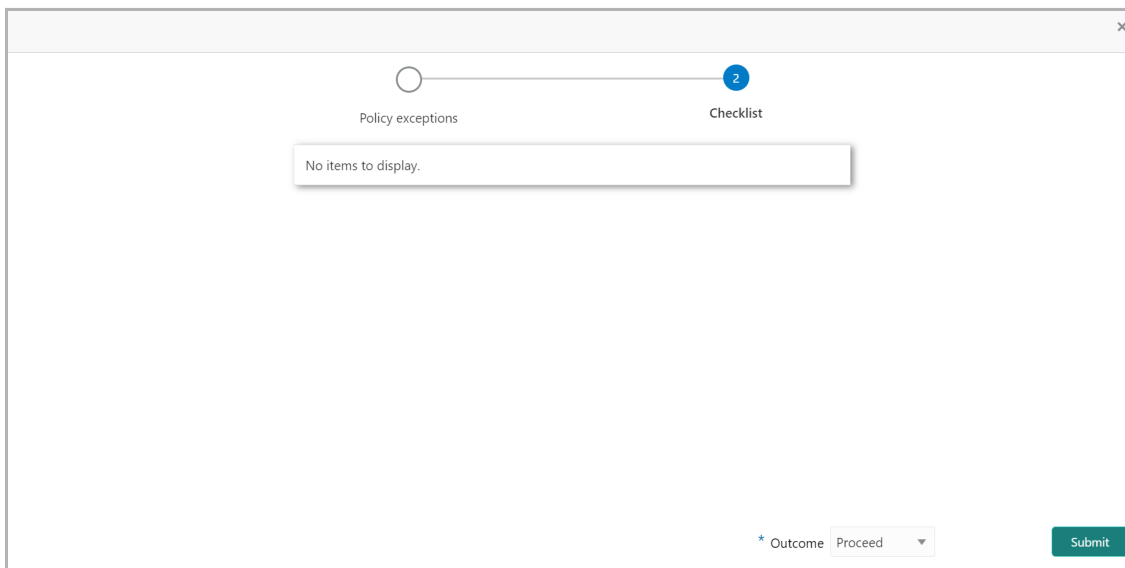 ×
2
Policy exceptions
Checklist
No items to display.
* Outcome Proceed
Submit